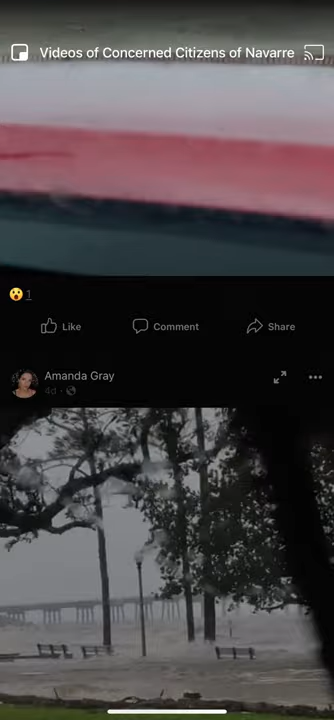 Videos of Concerned Citizens of Navarre
1
Like
Comment
Share
Amanda Gray
4d ·